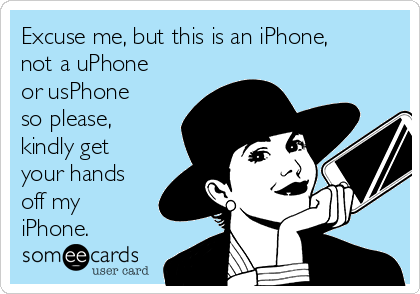 Excuse me, but this is an iPhone,
not a uPhone
or usPhone
so please,
kindly get
your hands
off my
iPhone.
someecards
user card